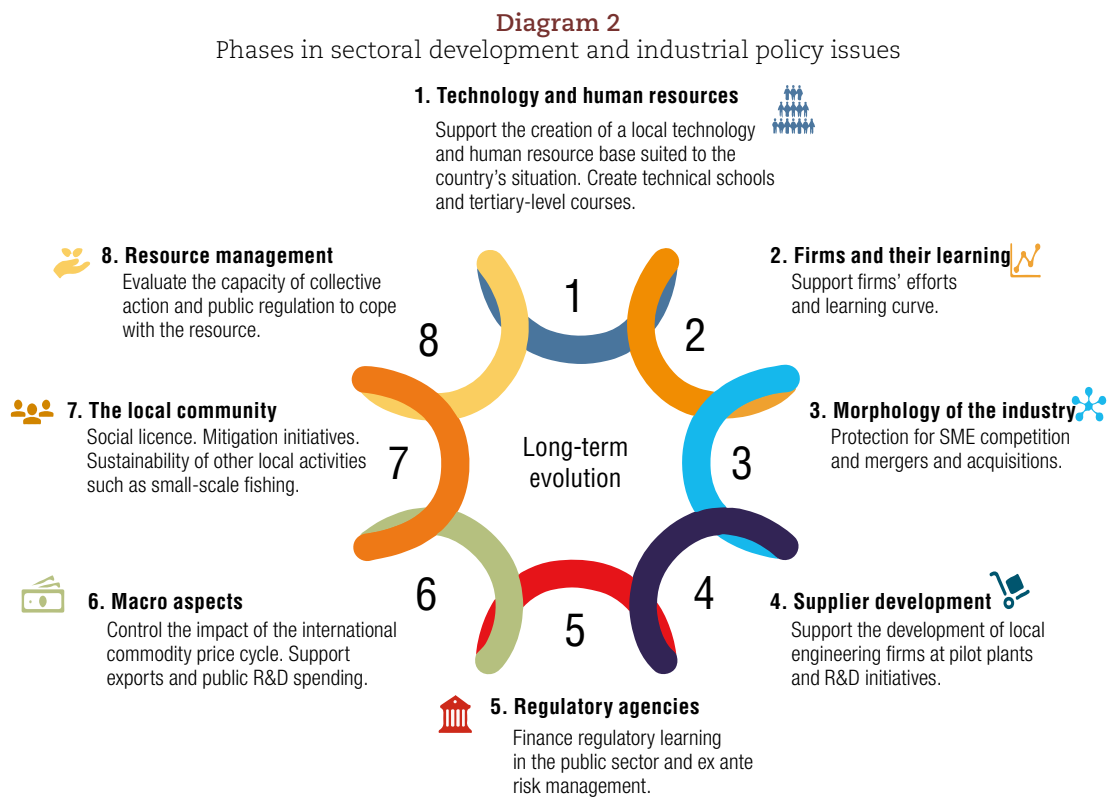 Diagram 2
Phases in sectoral development and industrial policy issues
1. Technology and human resources
Support the creation of a local technology
and human resource base suited to the
country's situation. Create technical schools
and tertiary-level courses.
8. Resource management
Evaluate the capacity of collective
action and public regulation to cope
with the resource.
2. Firms and their learning
Support firms' efforts
and learning curve.
1
2
8
7. The local community
Social licence. Mitigation initiatives.
Sustainability of other local activities
such as small-scale fishing.
7
Long-term
evolution
3
3. Morphology of the industry
Protection for SME competition
and mergers and acquisitions.
6
5
4
6. Macro aspects
Control the impact of the international
commodity price cycle. Support
exports and public R&D spending.
4. Supplier development
Support the development of local
engineering firms at pilot plants
and R&D initiatives.
5. Regulatory agencies
Finance regulatory learning
in the public sector and ex ante
risk management.